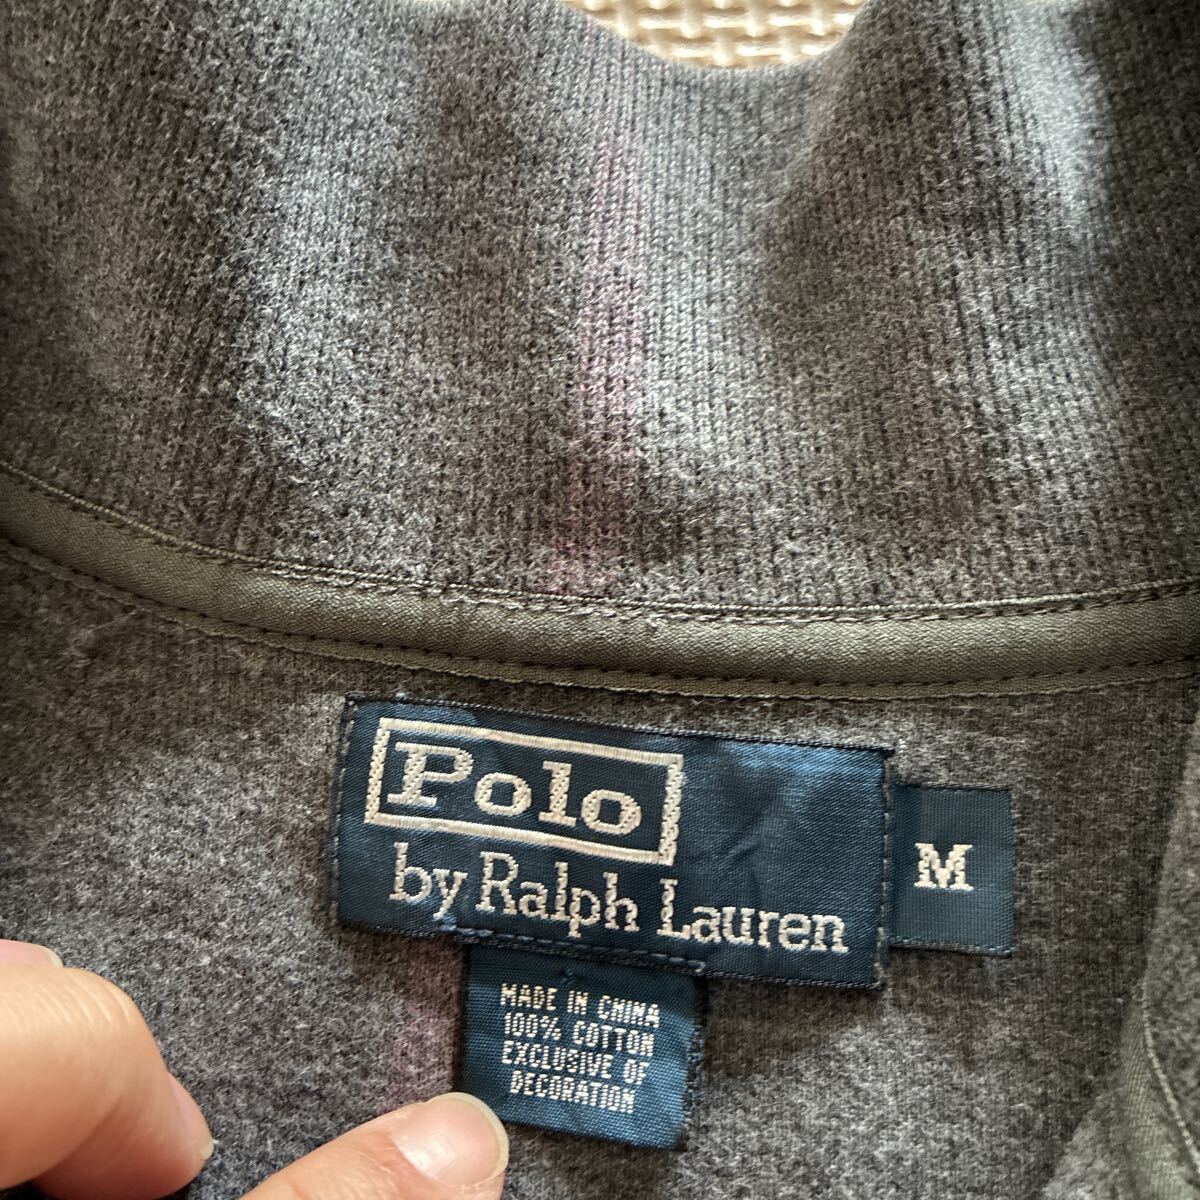 Polo
by Ralph Lauren
M
MADE IN CHINA
100% COTTON
EXCLUSIVE OF
DECORATION